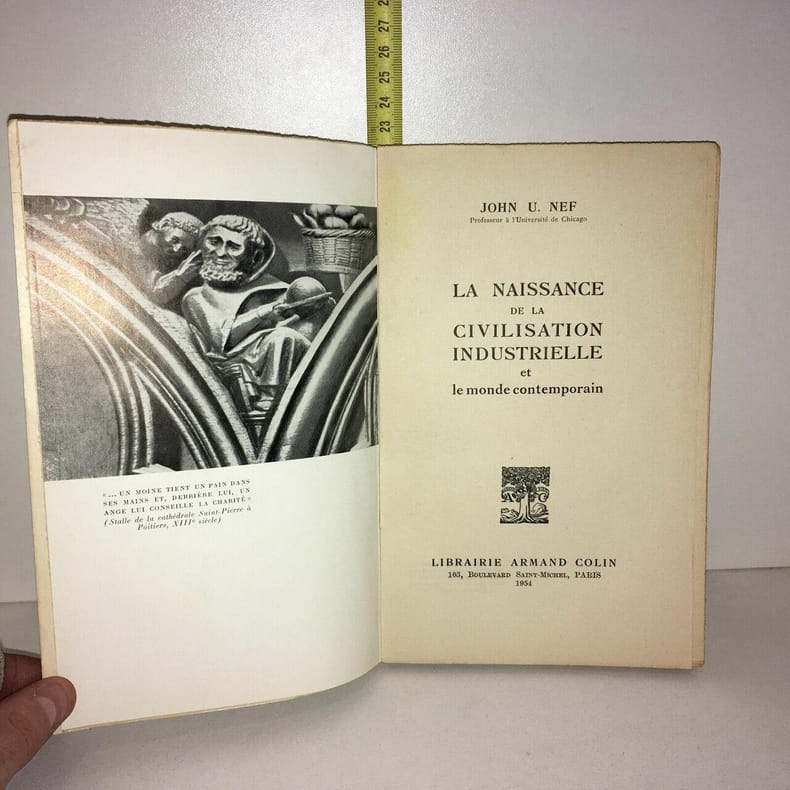 27
26
25
24
23
« ... UN MOINE TIENT UN PAIN DANS
SES MAINS ET, DERRIÈRE LUI, UN
ANGE LUI CONSEILLE LA CHARITÉ »
(Stalle de la cathédrale Saint-Pierre à
Poitiers, XIIIe siècle)
JOHN U. NEF
Professeur à l'Université de Chicago
LA NAISSANCE
DE LA
CIVILISATION
INDUSTRIELLE
et
le monde contemporain
LIBRAIRIE ARMAND COLIN
103, BOULEVARD SAINT-MICHEL, PARIS
1954